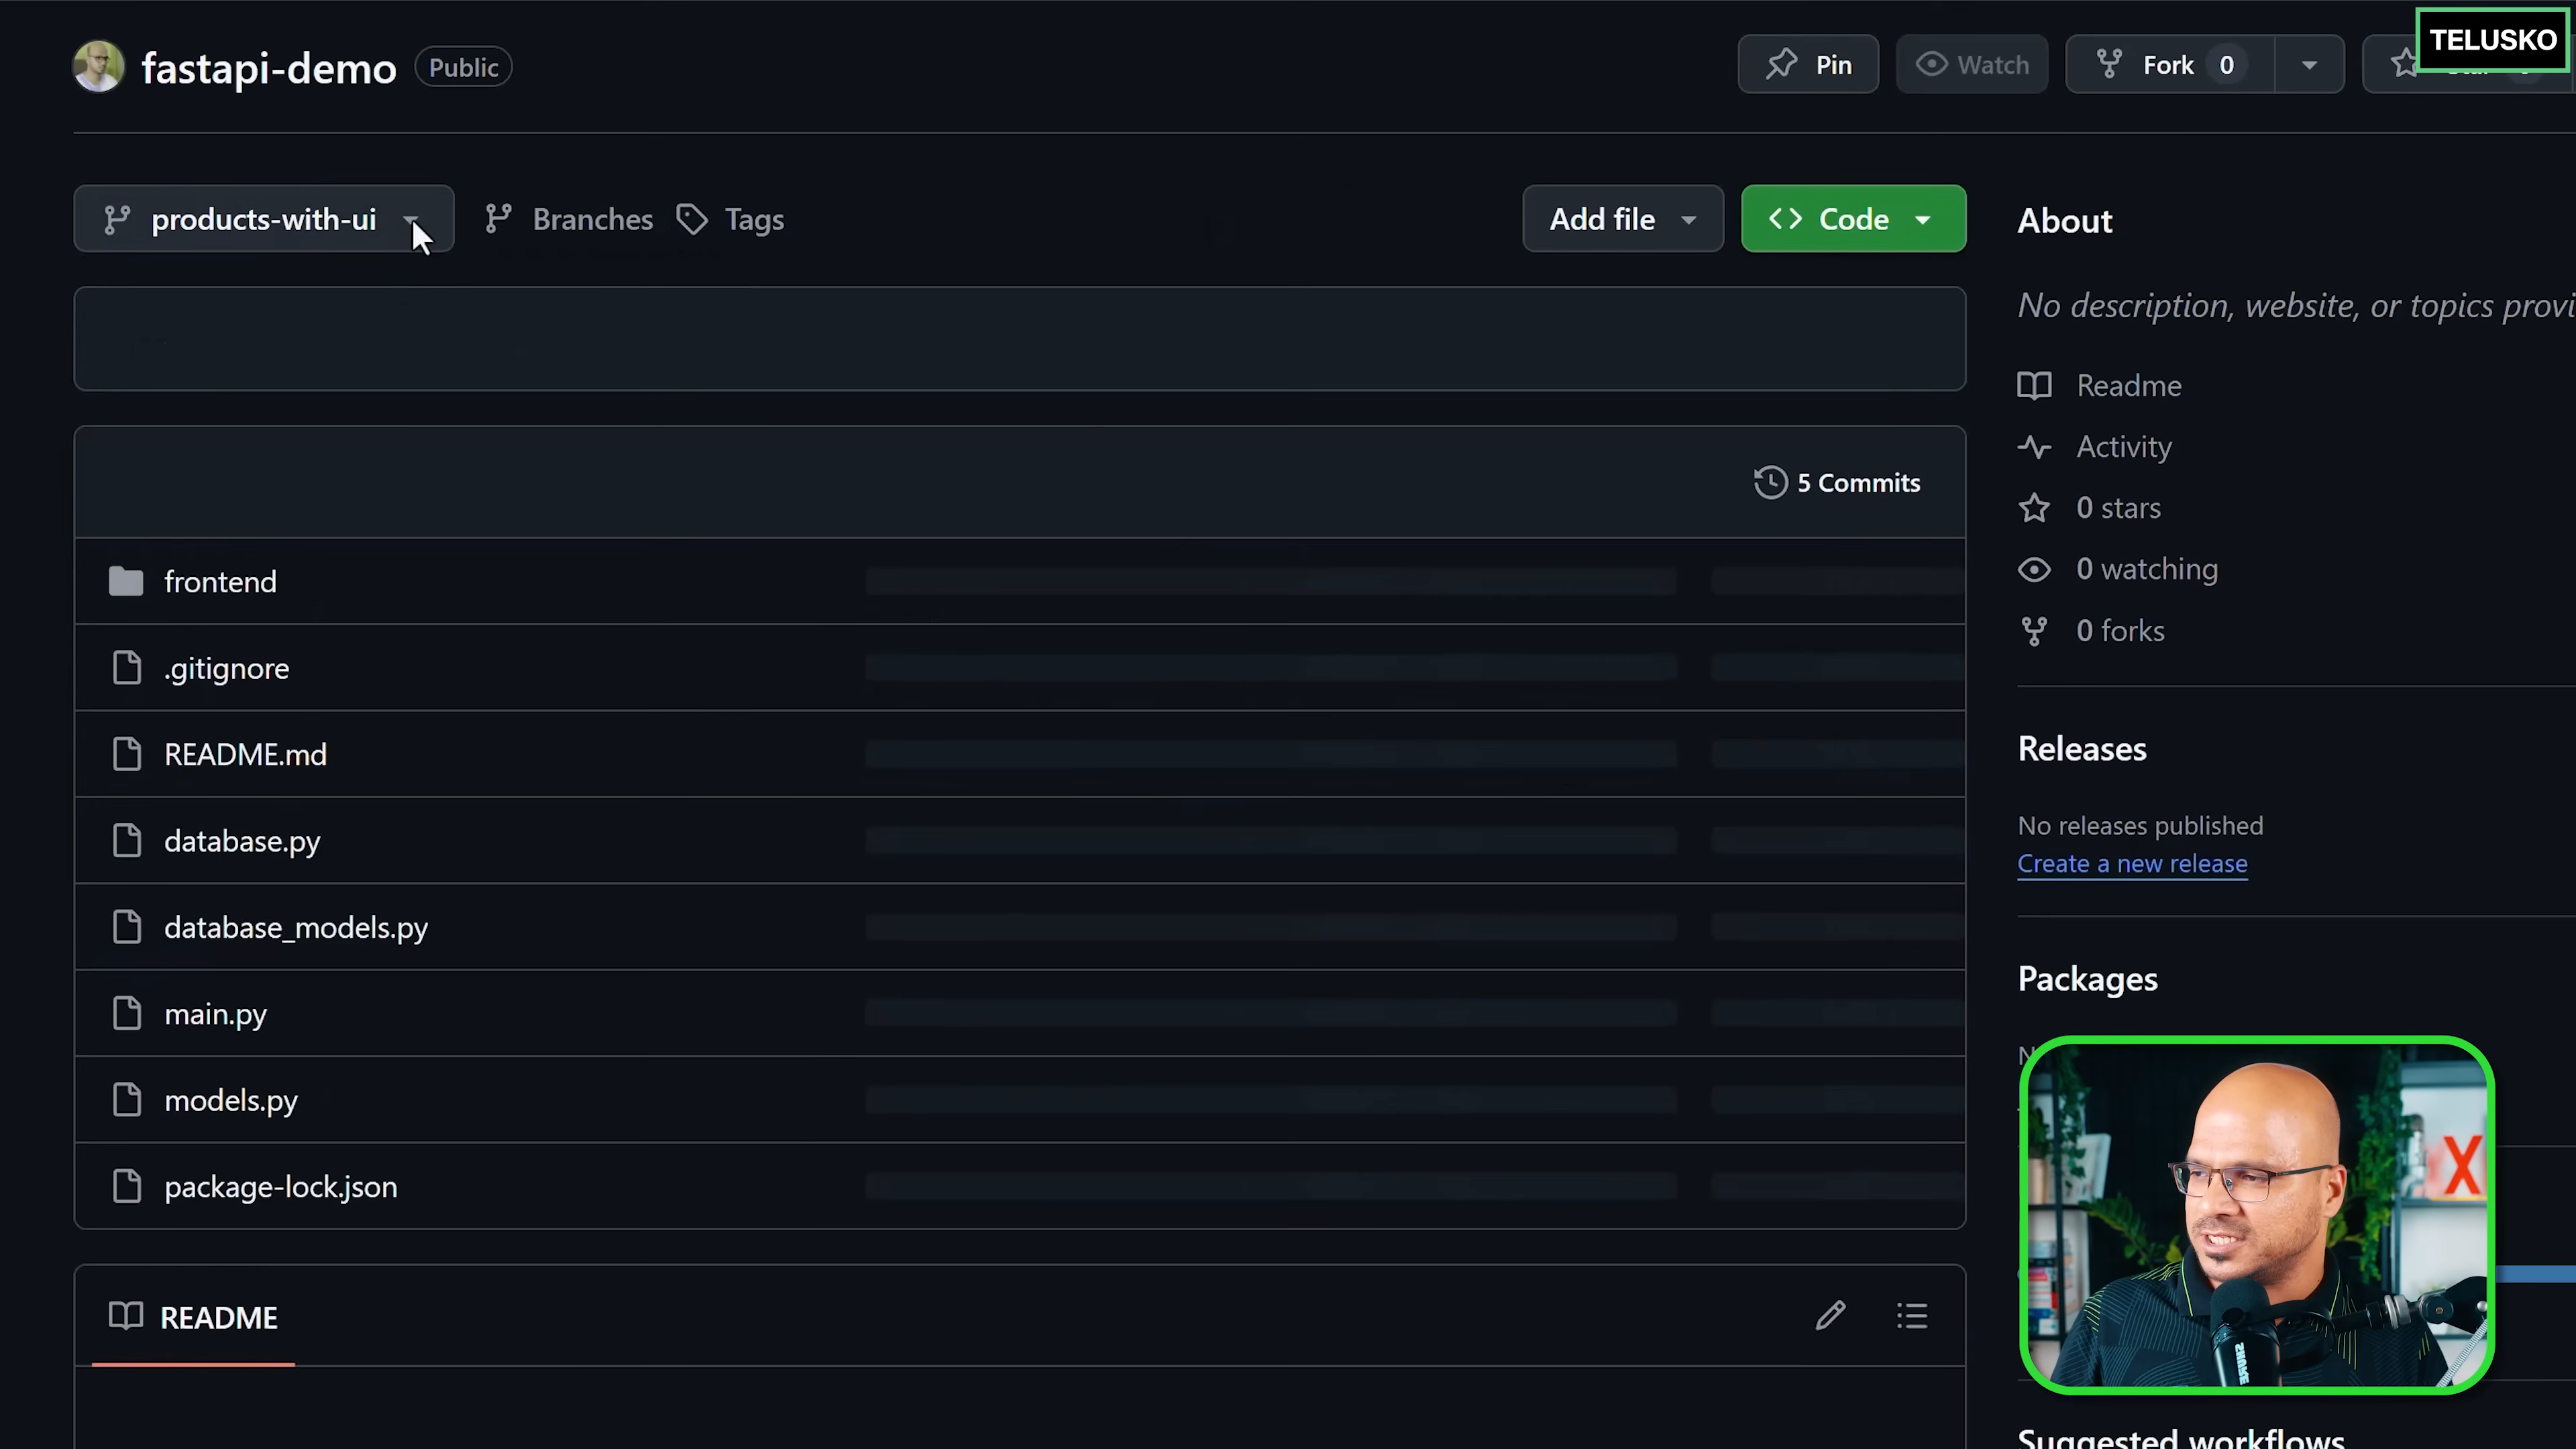 fastapi-demo Public
Pin
Watch
Fork 0
TELUSKO
products-with-ui
Branches
Tags
Add file
Code
5 Commits
frontend
.gitignore
README.md
database.py
database_models.py
main.py
models.py
package-lock.json
README
About
No description, website, or topics provi
Readme
Activity
0 stars
0 watching
0 forks
Releases
No releases published
Create a new release
Packages
X
SHURE
Suggested workflows